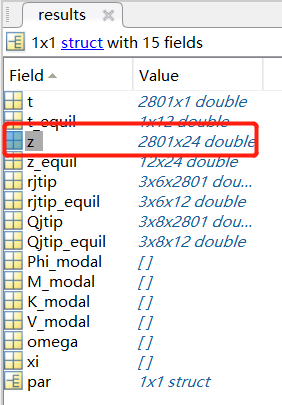 results
1x1 struct with 15 fields
Field Value
t 2801x1 double
t_equil 1x12 double
z 2801x24 double
z_equil 12x24 double
rjtip 3x6x2801 dou...
rjtip_equil 3x6x12 double
Qjtip 3x8x2801 dou...
Qjtip_equil 3x8x12 double
Phi_modal []
M_modal []
K_modal []
V_modal []
omega []
xi []
par 1x1 struct